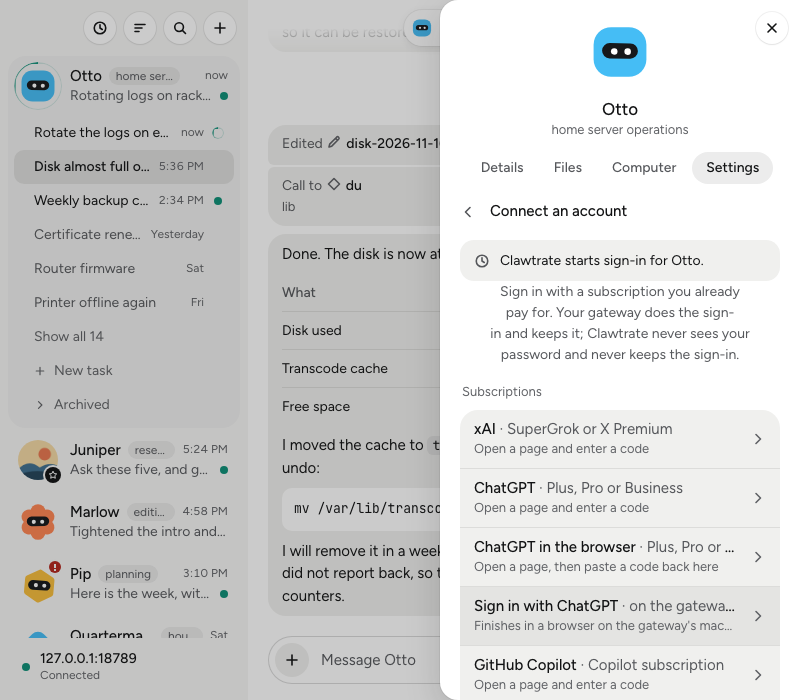 Otto home ser... now
Rotating logs on rack...
Rotate the logs on e... now
Disk almost full o... 5:36 PM
Weekly backup c... 2:34 PM
Certificate rene... Yesterday
Router firmware Sat
Printer offline again Fri
Show all 14
+ New task
Archived
Juniper rese... 5:24 PM
Ask these five, and g...
Marlow editi... 4:58 PM
Tightened the intro and...
Pip planning 3:10 PM
Here is the week, wit...
Quarterma hou Sat
127.0.0.1:18789
Connected
so it can be restor
Edited disk-2026-11-1
Call to du
lib
Done. The disk is now at
What
Disk used
Transcode cache
Free space
I moved the cache to t
undo:
mv /var/lib/transco
I will remove it in a week
did not report back, so t
counters.
Message Otto
Otto
home server operations
Details Files Computer Settings
Connect an account
Clawtrate starts sign-in for Otto.
Sign in with a subscription you already
pay for. Your gateway does the sign-
in and keeps it; Clawtrate never sees your
password and never keeps the sign-in.
Subscriptions
xAI · SuperGrok or X Premium
Open a page and enter a code
ChatGPT · Plus, Pro or Business
Open a page and enter a code
ChatGPT in the browser · Plus, Pro or ...
Open a page, then paste a code back here
Sign in with ChatGPT · on the gatewa...
Finishes in a browser on the gateway's mac...
GitHub Copilot · Copilot subscription
Open a page and enter a code